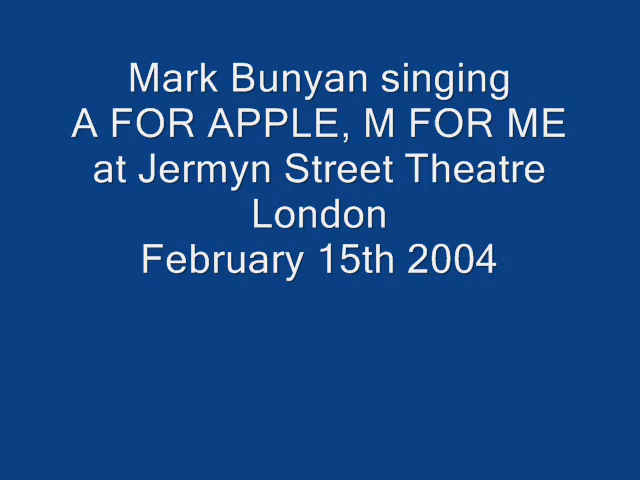 Mark Bunyan singing
A FOR APPLE, M FOR ME
at Jermyn Street Theatre
London
February 15th 2004